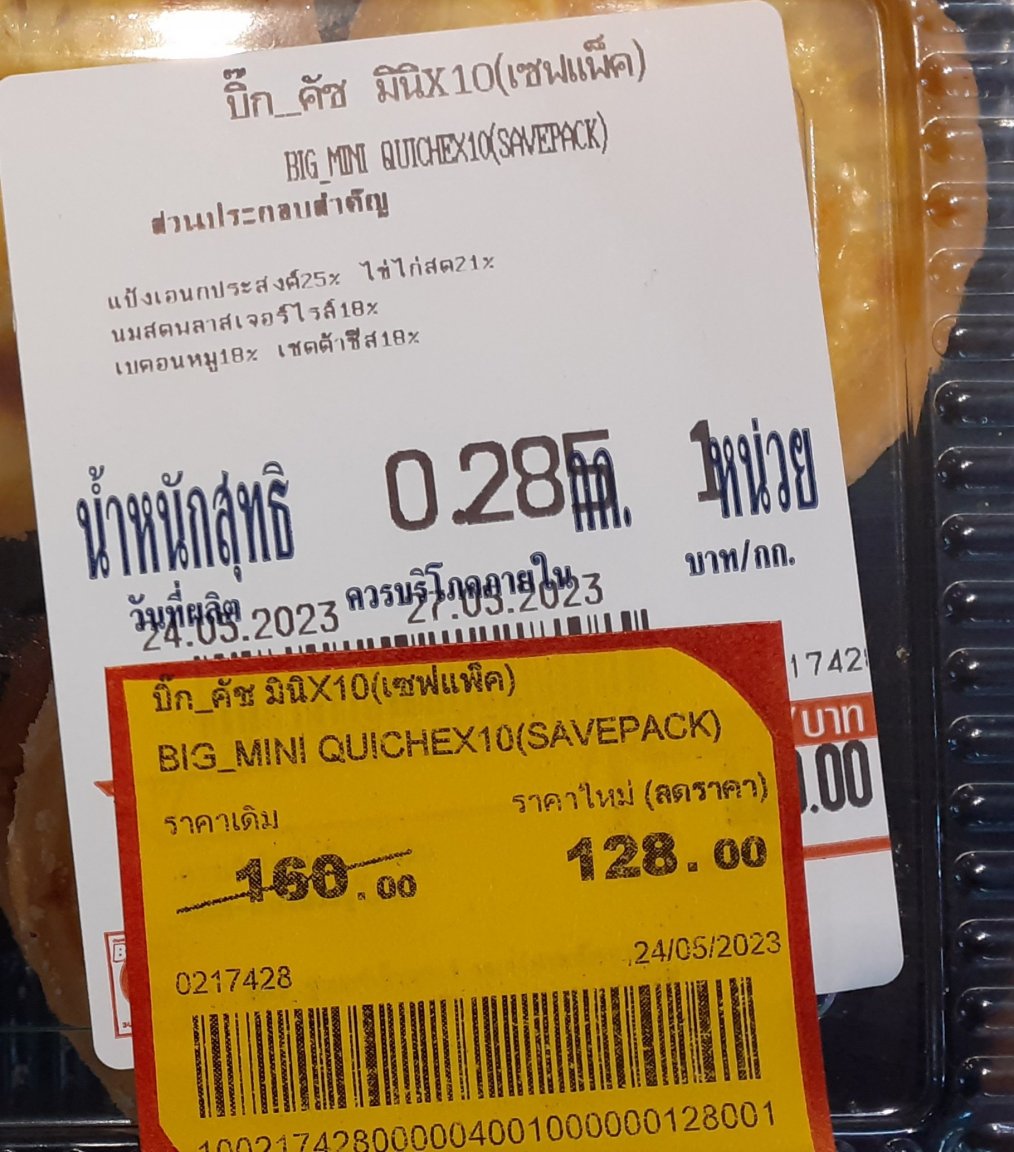 บิ๊ก_คัช มินิX10(เซฟแพ็ค)
BIG_MINI QUICHEX10(SAVEPACK)
ส่วนประกอบสำคัญ
แป้งเอนกประสงค์25% ไข่ไก่สด21%
นมสดพลาสเจอร์ไรส์18%
เบคอนหมู18% เชดด้าชีส18%
น้ำหนักสุทธิ 0.285 กก. 1 หน่วย
วันที่ผลิต ควรบริโภคภายใน บาท/กก.
24.05.2023 27.05.2023
1742
/บาท
0.00
บิ๊ก_คัช มินิX10(เซฟแพ็ค)
BIG_MINI QUICHEX10(SAVEPACK)
ราคาเดิม ราคาใหม่ (ลดราคา)
160.00 128.00
0217428 24/05/2023
1002174280000040010000000128001